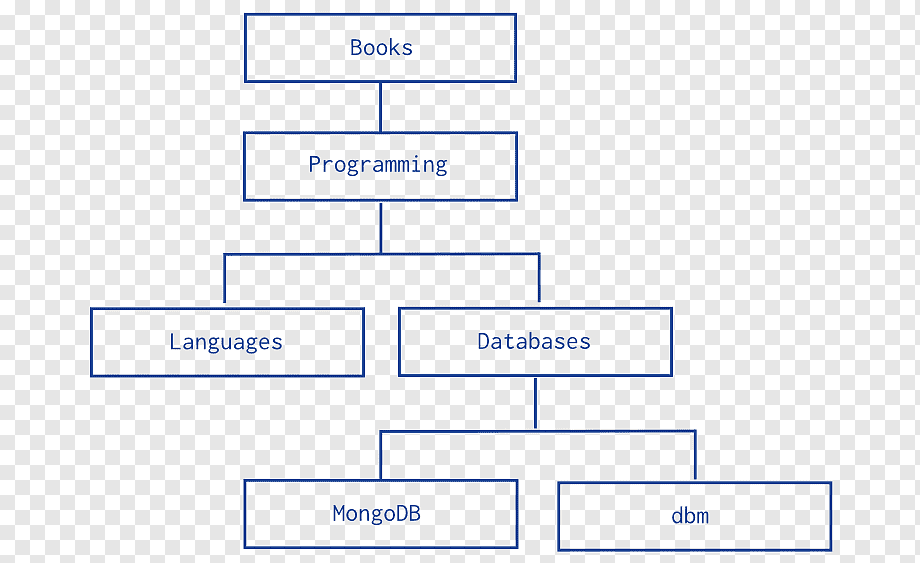 Books
Programming
Languages
Databases
MongoDB
dbm